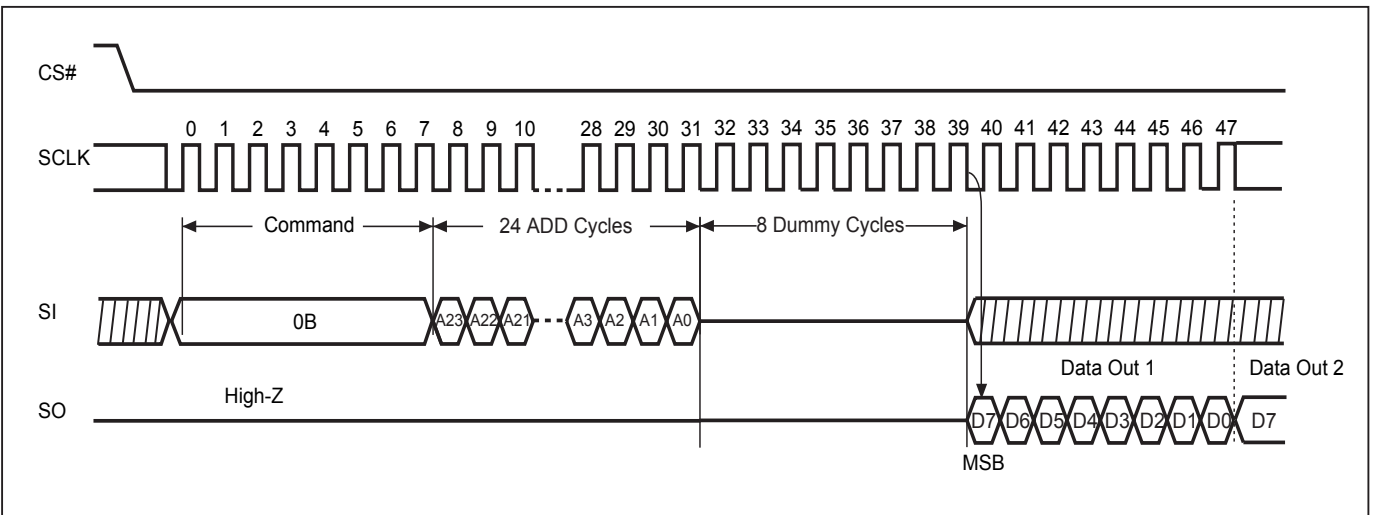 CS#
0 1 2 3 4 5 6 7 8 9 10 28 29 30 31 32 33 34 35 36 37 38 39 40 41 42 43 44 45 46 47
SCLK
Command 24 ADD Cycles 8 Dummy Cycles
SI
0B A23 A22 A21 A3 A2 A1 A0
Data Out 1 Data Out 2
High-Z
SO
D7 D6 D5 D4 D3 D2 D1 D0 D7
MSB